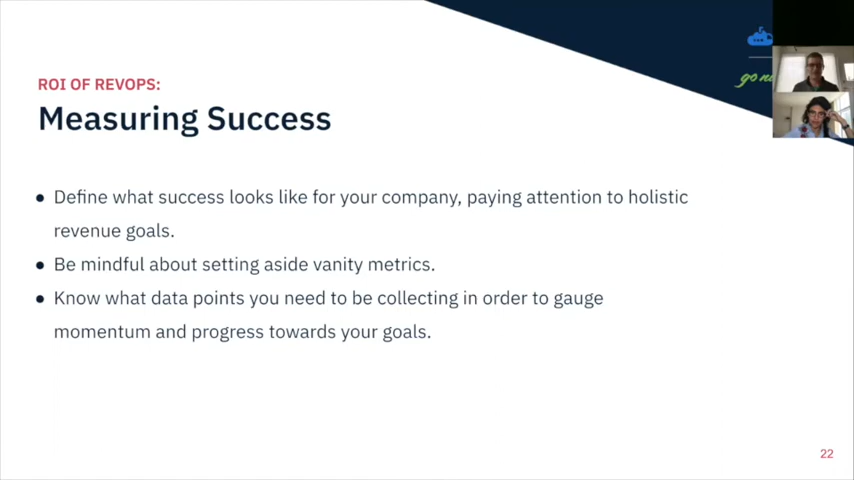 ROI OF REVOPS:
Measuring Success
● Define what success looks like for your company, paying attention to holistic
revenue goals.
● Be mindful about setting aside vanity metrics.
● Know what data points you need to be collecting in order to gauge
momentum and progress towards your goals.
22